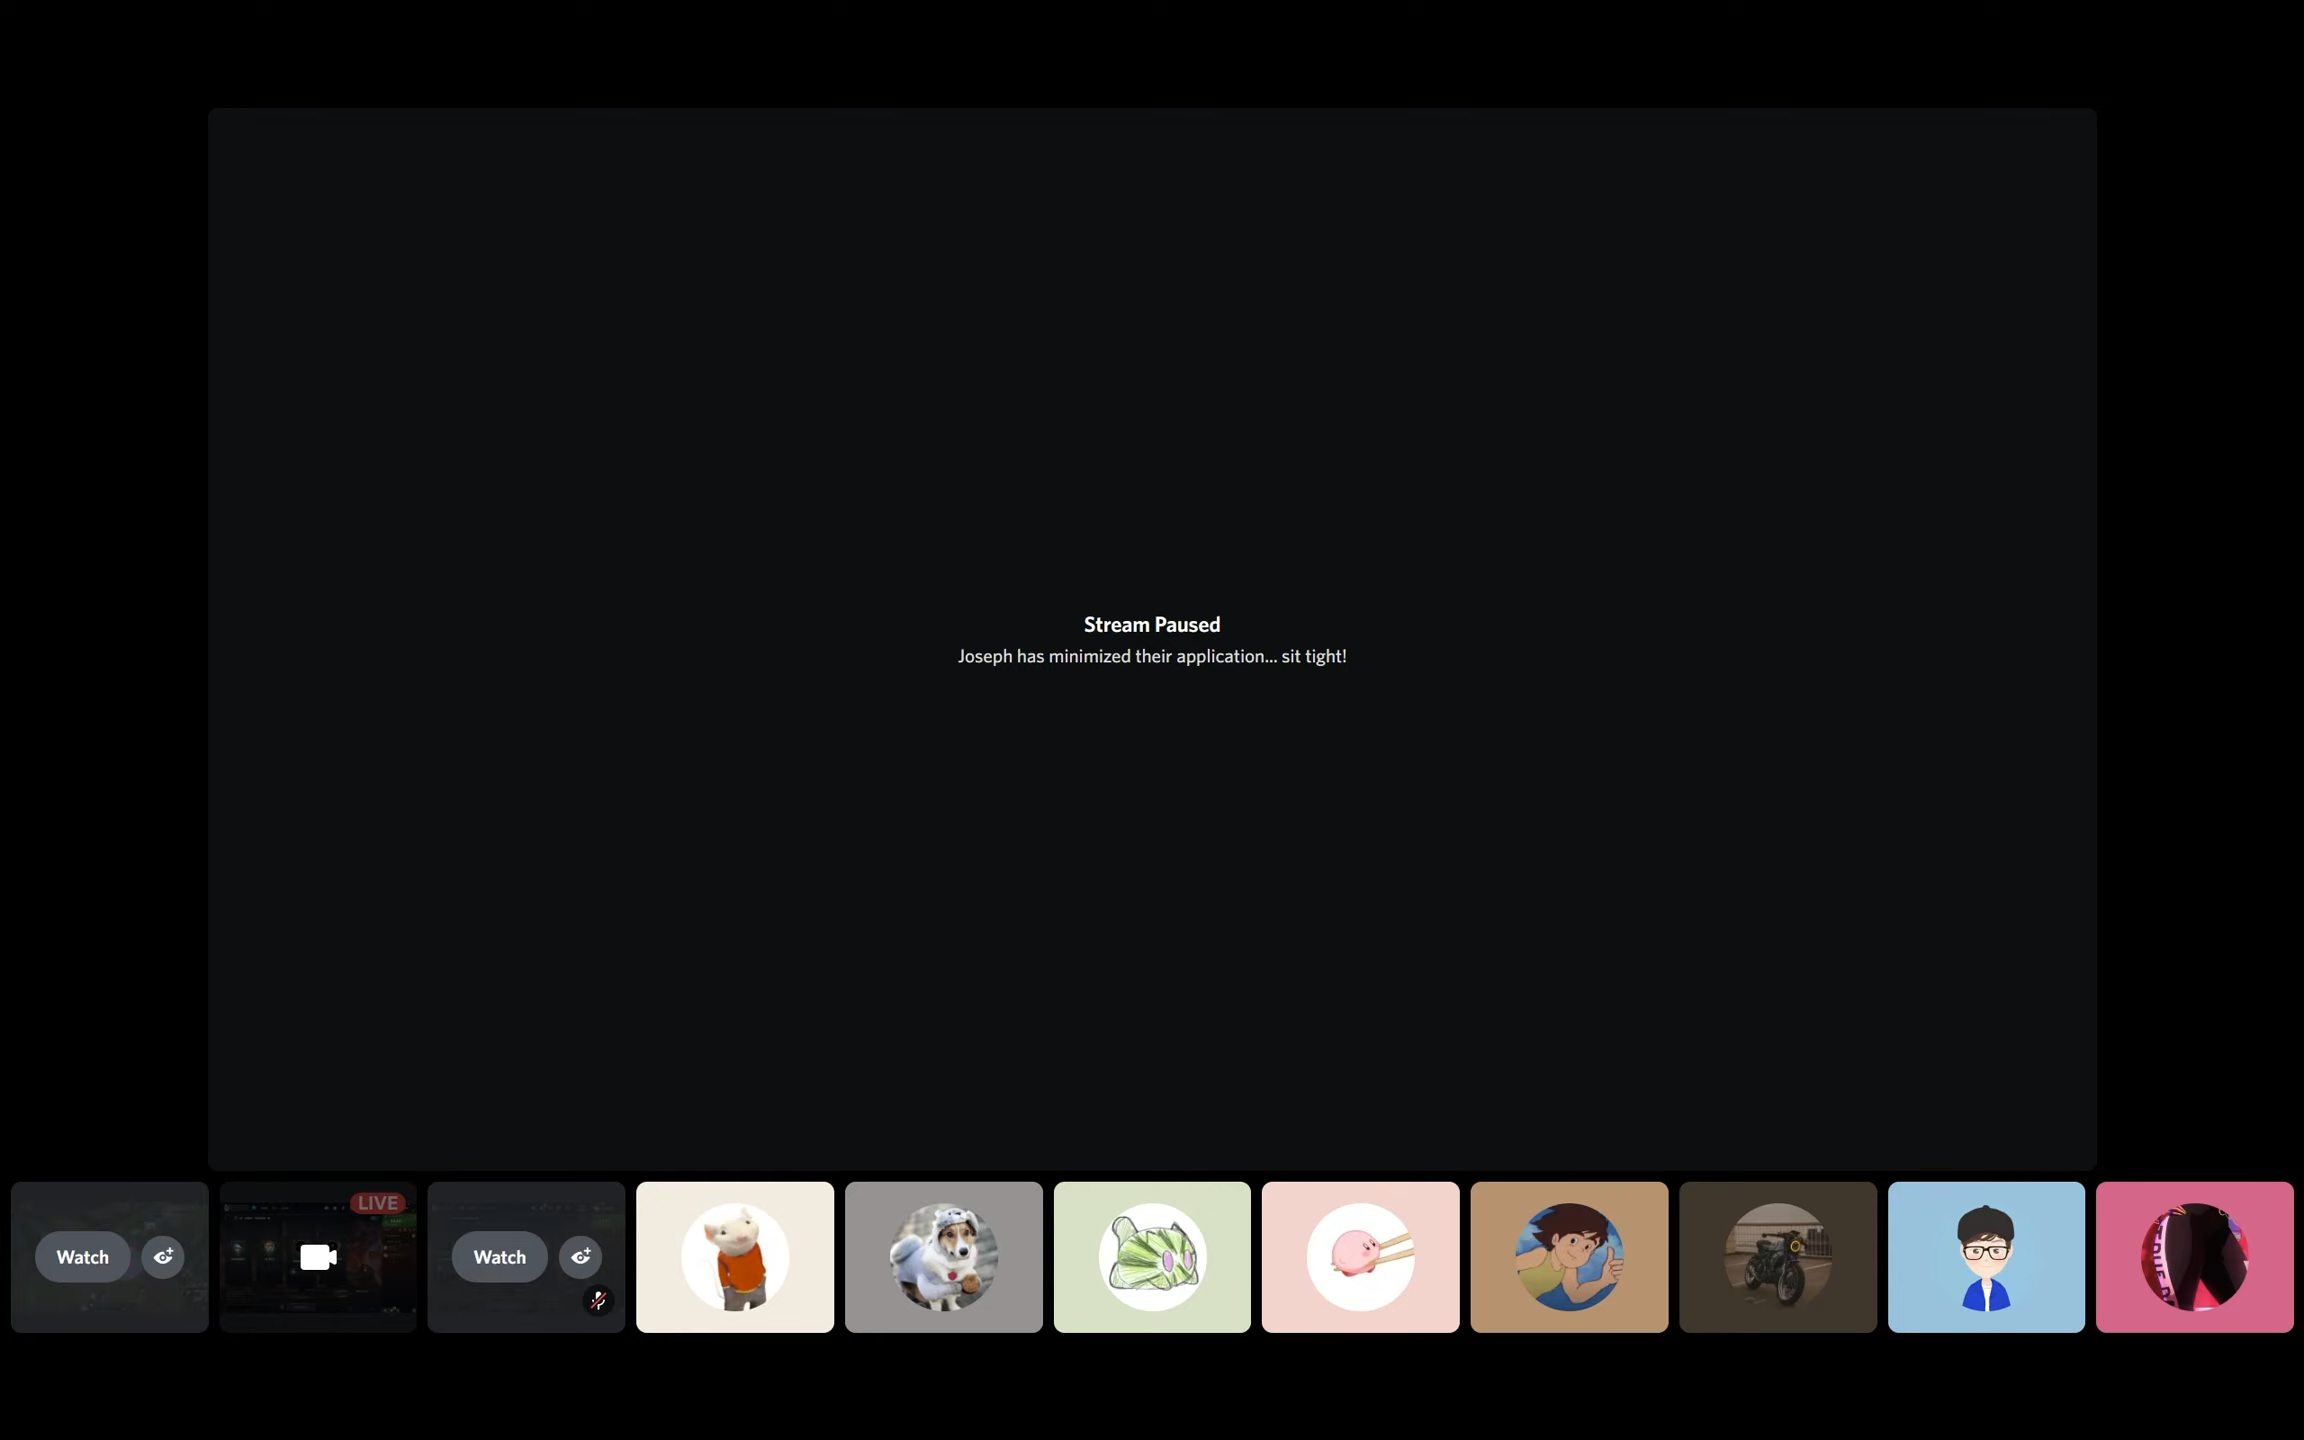 Stream Paused
Joseph has minimized their application... sit tight!
LIVE
Watch
Watch